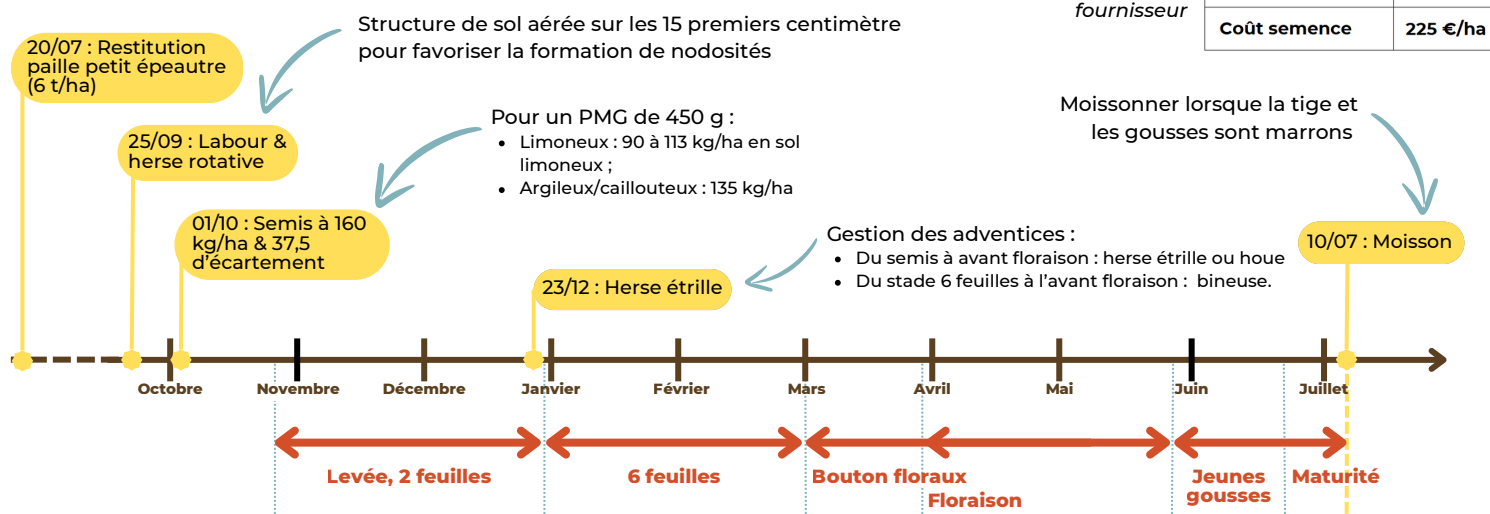 fournisseur
Coût semence 225 €/ha
Structure de sol aérée sur les 15 premiers centimètre
pour favoriser la formation de nodosités
20/07 : Restitution
paille petit épeautre
(6 t/ha)
25/09 : Labour &
herse rotative
Pour un PMG de 450 g :
• Limoneux : 90 à 113 kg/ha en sol
limoneux ;
• Argileux/caillouteux : 135 kg/ha
Moissonner lorsque la tige et
les gousses sont marrons
01/10 : Semis à 160
kg/ha & 37,5
d'écartement
Gestion des adventices :
• Du semis à avant floraison : herse étrille ou houe
• Du stade 6 feuilles à l'avant floraison : bineuse.
23/12 : Herse étrille
10/07 : Moisson
Octobre Novembre Décembre Janvier Février Mars Avril Mai Juin Juillet
Levée, 2 feuilles
6 feuilles
Bouton floraux
Floraison
Jeunes
gousses
Maturité